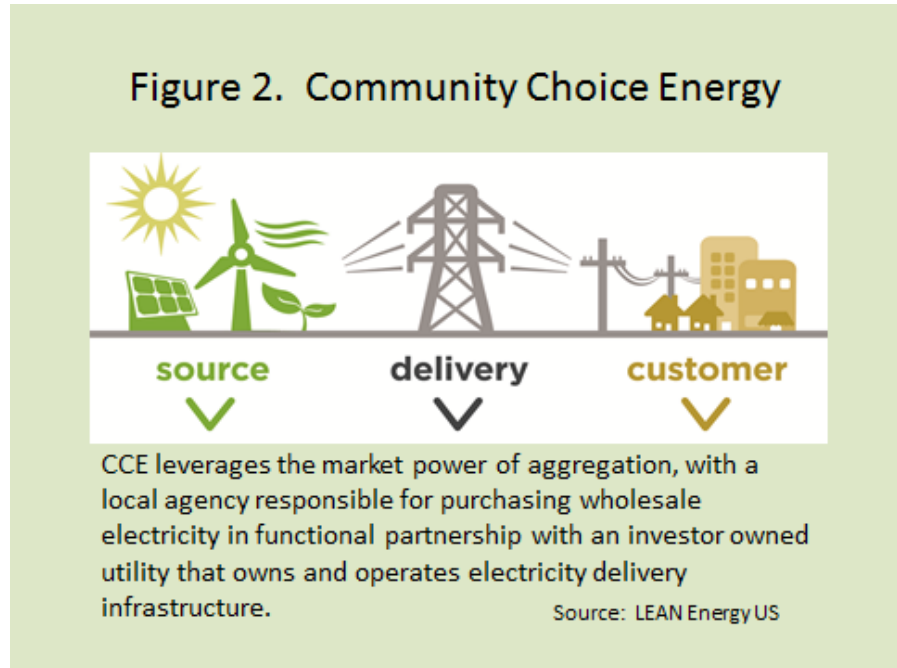 Figure 2.  Community Choice Energy
source delivery customer
CCE leverages the market power of aggregation, with a
local agency responsible for purchasing wholesale
electricity in functional partnership with an investor owned
utility that owns and operates electricity delivery
infrastructure.
Source:  LEAN Energy US